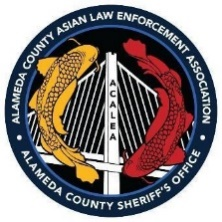 ALAMEDA COUNTY ASIAN LAW ENFORCEMENT ASSOCIATION
ACALEA
ALAMEDA COUNTY SHERIFF'S OFFICE